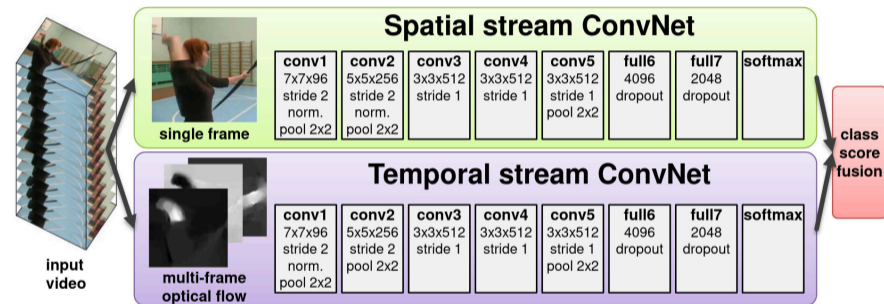 Spatial stream ConvNet
conv1
7x7x96
stride 2
norm.
pool 2x2
conv2
5x5x256
stride 2
norm.
pool 2x2
conv3
3x3x512
stride 1
conv4
3x3x512
stride 1
conv5
3x3x512
stride 1
pool 2x2
full6
4096
dropout
full7
2048
dropout
softmax
single frame
Temporal stream ConvNet
conv1
7x7x96
stride 2
norm.
pool 2x2
conv2
5x5x256
stride 2
pool 2x2
conv3
3x3x512
stride 1
conv4
3x3x512
stride 1
conv5
3x3x512
stride 1
pool 2x2
full6
4096
dropout
full7
2048
dropout
softmax
multi-frame
optical flow
input
video
class
score
fusion